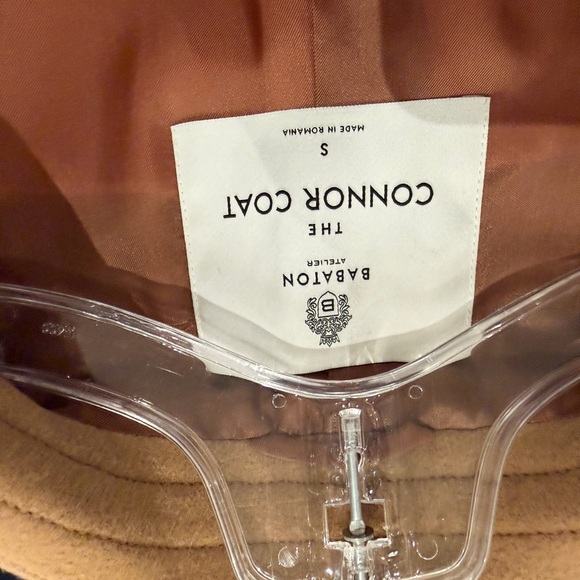 B
BABATON
ATELIER
THE
CONNOR COAT
S
MADE IN ROMANIA